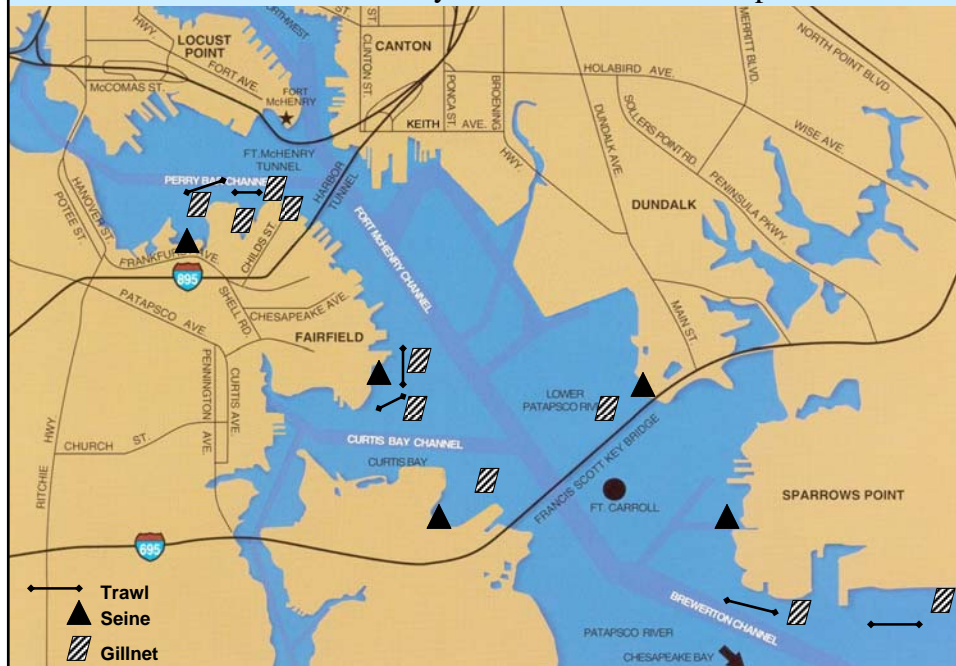 NORTHWEST
LOCUST
POINT
HWY.
FORT AVE.
McCOMAS ST.
FORT
McHENRY
FT. McHENRY
TUNNEL
CANTON
CLINTON ST.
PONCA ST.
BROENING
HWY.
KEITH AVE.
HOLABIRD AVE.
MERRITT BLVD.
NORTH POINT BLVD.
SOLLERS POINT RD.
DUNDALK AVE.
WISE AVE.
PENINSULA PKWY.
DUNDALK
MAIN ST.
HARBOR
TUNNEL
HANOVER ST.
POTEE ST.
FRANKFURST AVE.
CHILDS ST.
895
PATAPSCO AVE.
SHELL RD.
CHESAPEAKE AVE.
FAIRFIELD
FORT McHENRY CHANNEL
PENNINGTON AVE.
CURTIS AVE.
LOWER
PATAPSCO RIVER
CURTIS BAY CHANNEL
CURTIS BAY
CHURCH ST.
RITCHIE HWY
FRANCIS SCOTT KEY BRIDGE
FT. CARROLL
SPARROWS POINT
695
BREWERTON CHANNEL
PATAPSCO RIVER
CHESAPEAKE BAY
Trawl
Seine
Gillnet